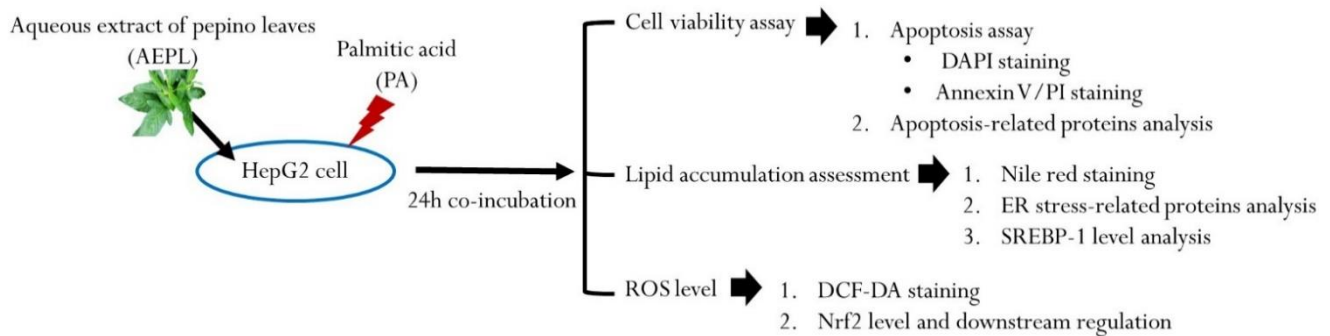 Aqueous extract of pepino leaves
(AEPL)
Palmitic acid
(PA)
HepG2 cell
24h co-incubation
Cell viability assay
1. Apoptosis assay
• DAPI staining
• Annexin V/PI staining
2. Apoptosis-related proteins analysis
Lipid accumulation assessment
1. Nile red staining
2. ER stress-related proteins analysis
3. SREBP-1 level analysis
ROS level
1. DCF-DA staining
2. Nrf2 level and downstream regulation